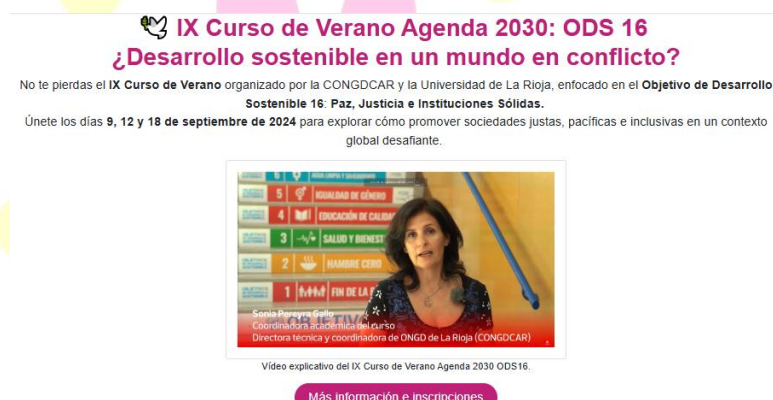 IX Curso de Verano Agenda 2030: ODS 16
¿Desarrollo sostenible en un mundo en conflicto?
No te pierdas el IX Curso de Verano organizado por la CONGDCAR y la Universidad de La Rioja, enfocado en el Objetivo de Desarrollo
Sostenible 16: Paz, Justicia e Instituciones Sólidas.
Únete los días 9, 12 y 18 de septiembre de 2024 para explorar cómo promover sociedades justas, pacíficas e inclusivas en un contexto
global desafiante.
6 AGUA LIMPIA Y SANEAMIENTO
5 IGUALDAD DE GÉNERO
4 EDUCACIÓN DE CALIDAD
3 SALUD Y BIENEST
2 HAMBRE CERO
1 FIN DE LA
Sonia Pereyra Gallo
Coordinadora académica del curso
Directora técnica y coordinadora de ONGD de La Rioja (CONGDCAR)
Vídeo explicativo del IX Curso de Verano Agenda 2030 ODS16.
Más información e inscripciones